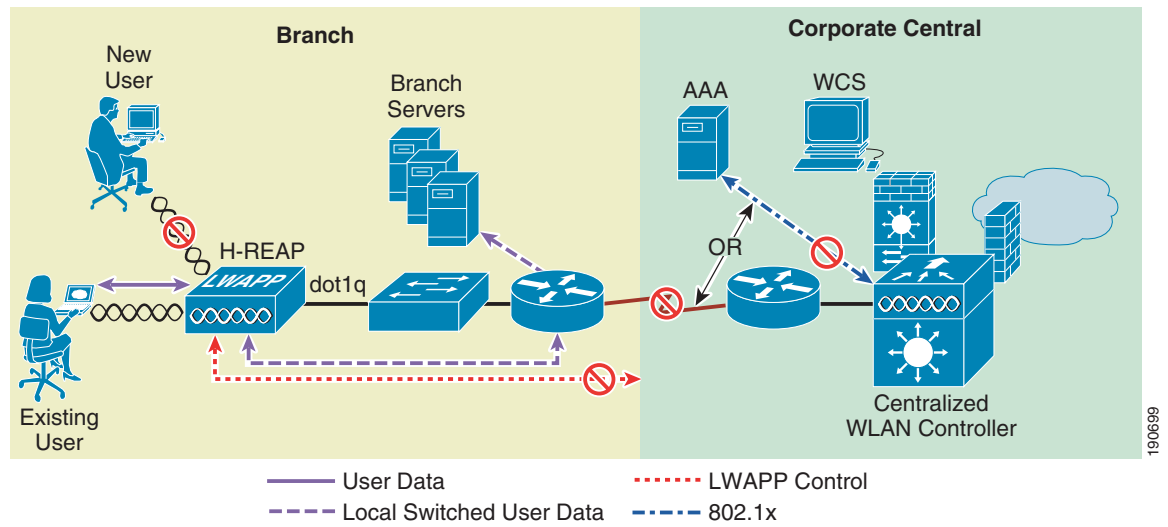 Branch
Corporate Central
New
User
Branch
Servers
AAA
WCS
H-REAP
LWAPP
dot1q
OR
Existing
User
Centralized
WLAN Controller
190699
User Data
LWAPP Control
Local Switched User Data
802.1x